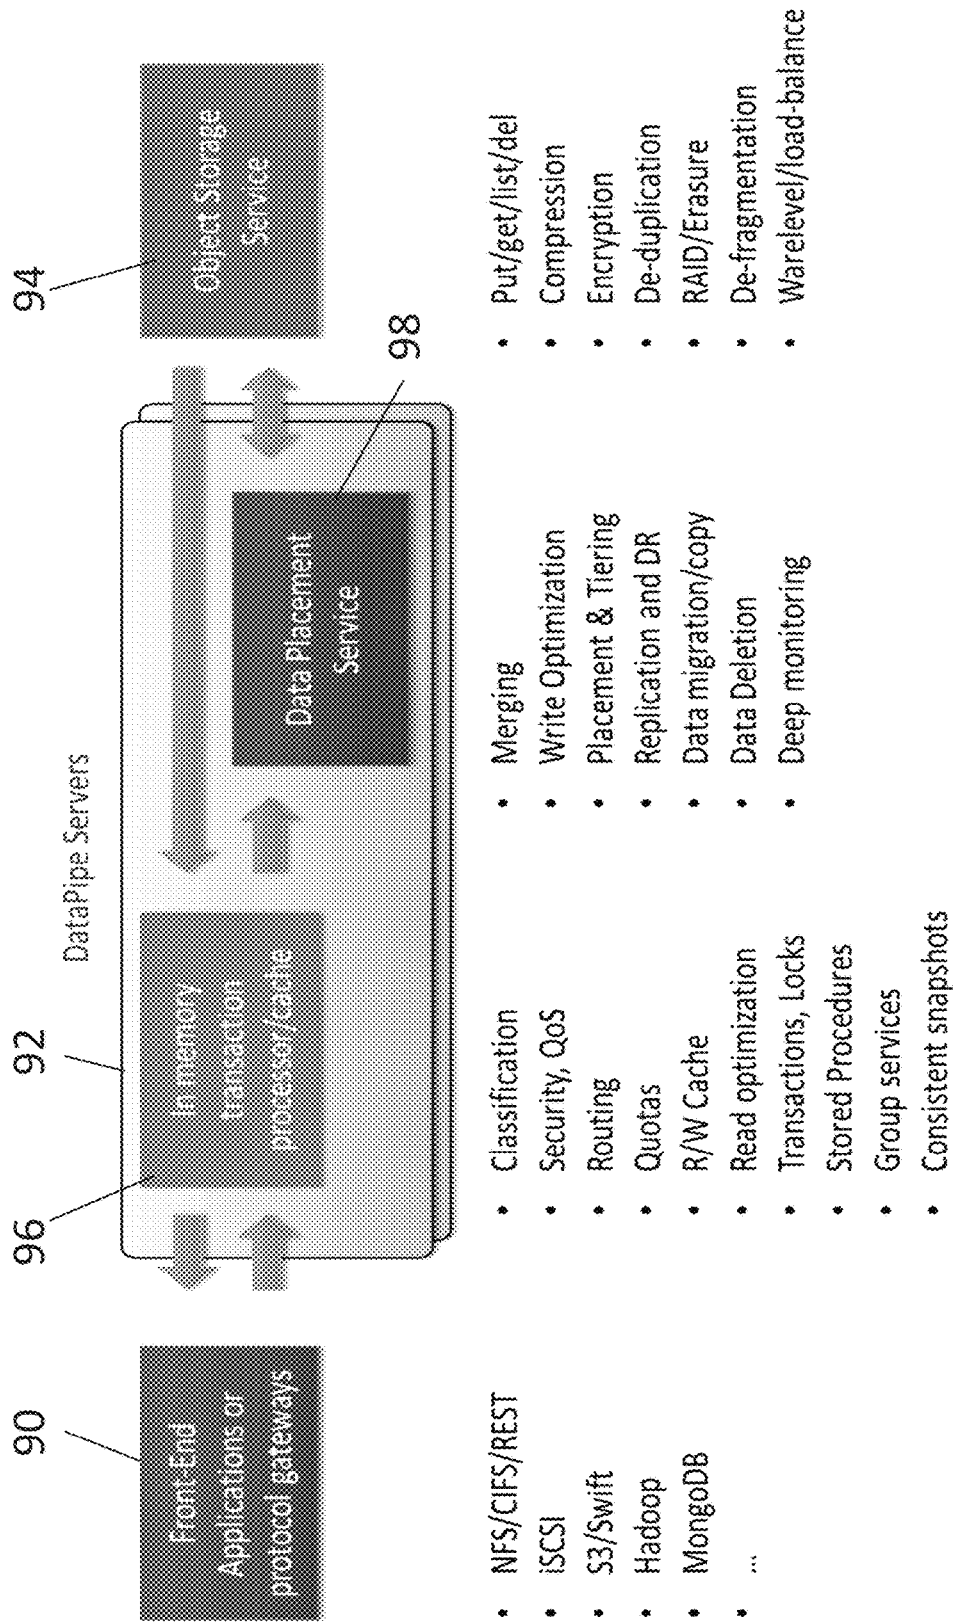 90
92
94
96
98
DataPipe Servers
Front-End
Applications or
protocol gateways
In memory
transaction
processor/cache
Data Placement
Service
Object Storage
Service
• NFS/CIFS/REST
• iSCSI
• S3/Swift
• Hadoop
• MongoDB
• ...
• Classification
• Security, QoS
• Routing
• Quotas
• R/W Cache
• Read optimization
• Transactions, Locks
• Stored Procedures
• Group services
• Consistent snapshots
• Merging
• Write Optimization
• Placement & Tiering
• Replication and DR
• Data migration/copy
• Data Deletion
• Deep monitoring
• Put/get/list/del
• Compression
• Encryption
• De-duplication
• RAID/Erasure
• De-fragmentation
• Warelevel/load-balance